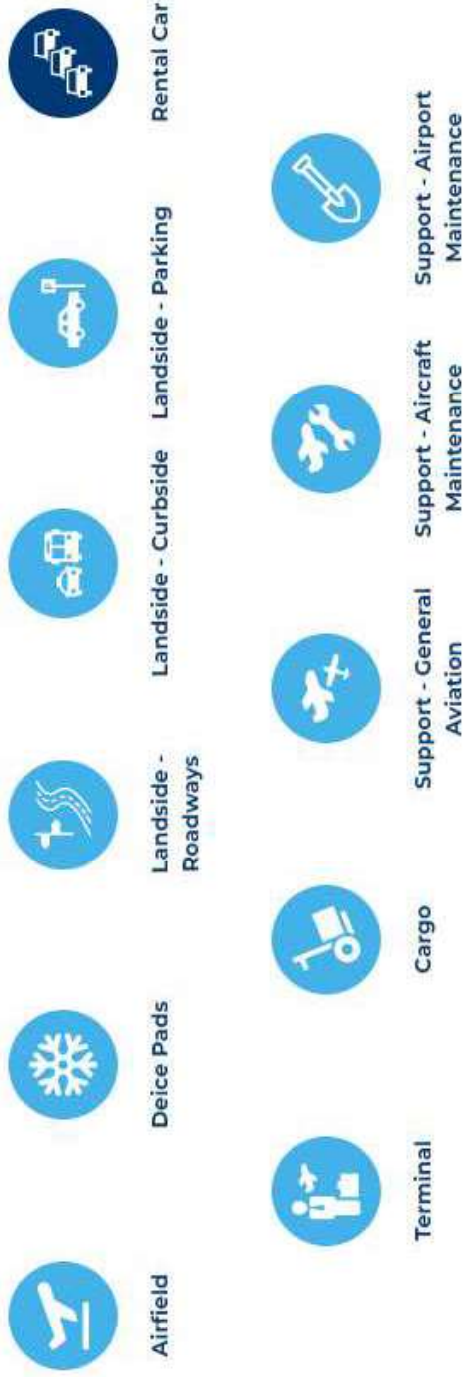 Airfield
Deice Pads
Landside -
Roadways
Landside - Curbside
Landside - Parking
P
Rental Car
Terminal
Cargo
Support - General
Aviation
Support - Aircraft
Maintenance
Support - Airport
Maintenance